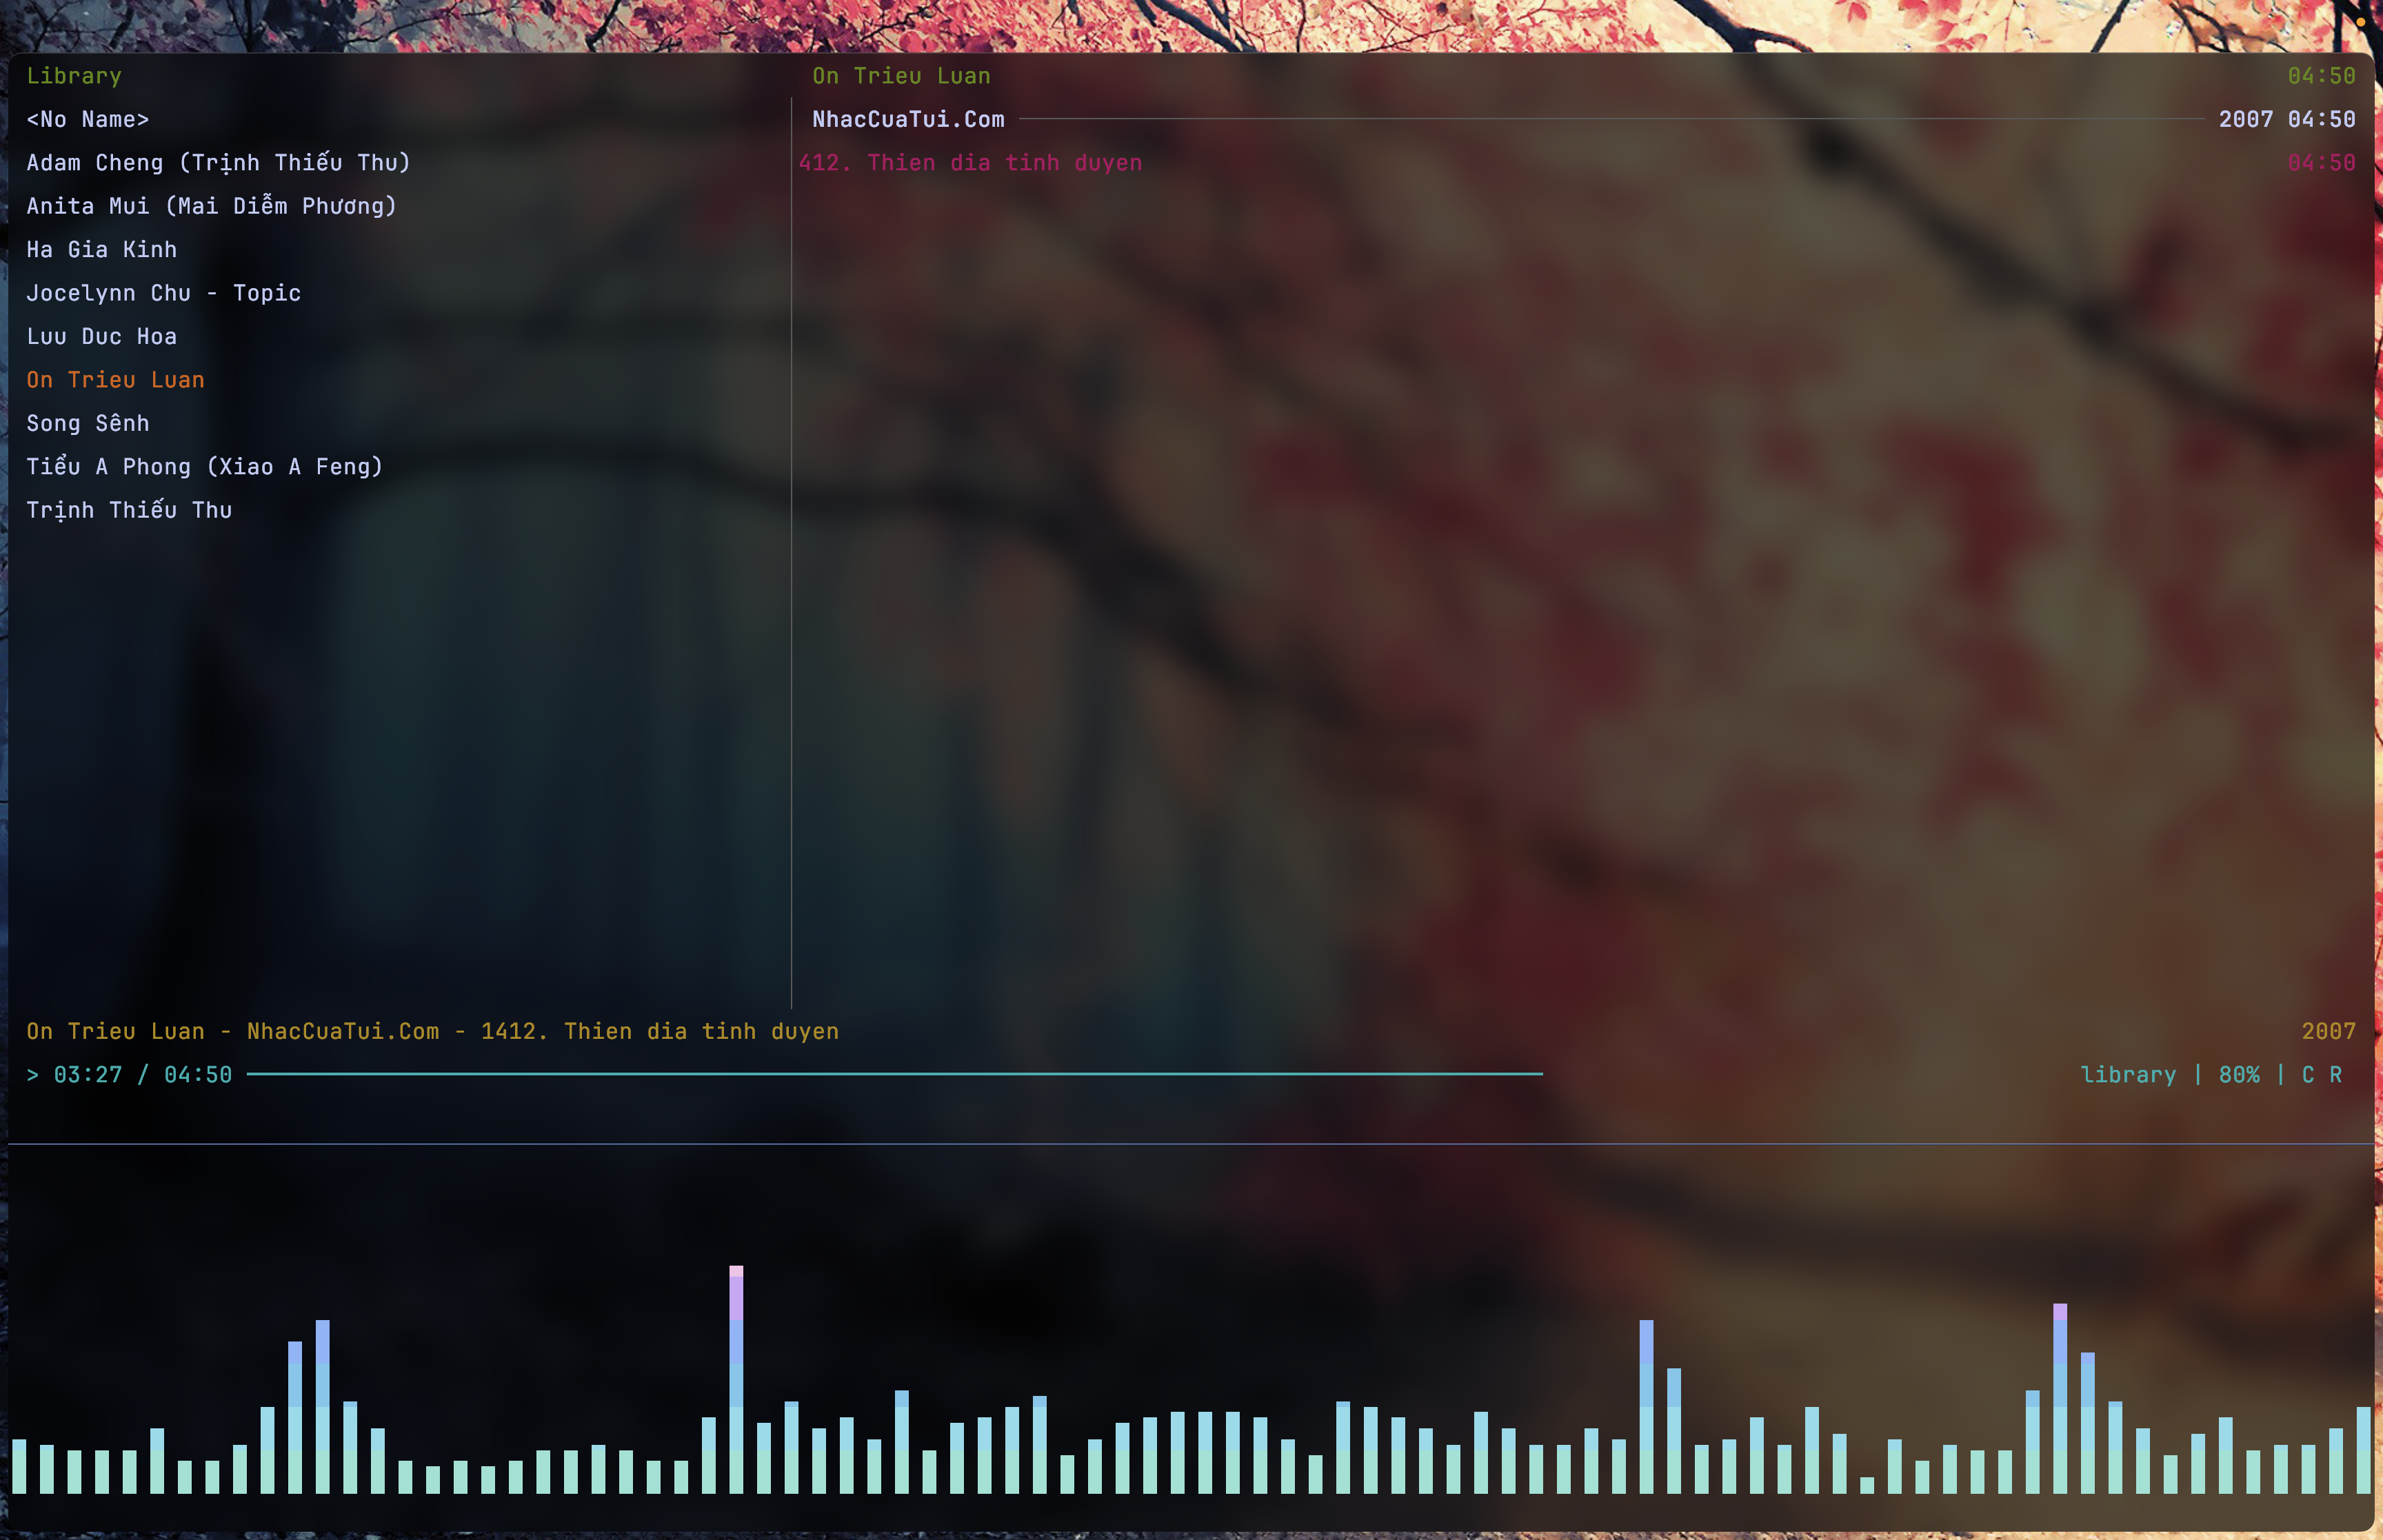 Library
<No Name>
Adam Cheng (Trịnh Thiếu Thu)
Anita Mui (Mai Diễm Phương)
Ha Gia Kinh
Jocelynn Chu - Topic
Luu Duc Hoa
On Trieu Luan
Song Sênh
Tiểu A Phong (Xiao A Feng)
Trịnh Thiếu Thu
On Trieu Luan 04:50
NhacCuaTui.Com 2007 04:50
412. Thien dia tinh duyen 04:50
On Trieu Luan - NhacCuaTui.Com - 1412. Thien dia tinh duyen 2007
> 03:27 / 04:50 library | 80% | C R